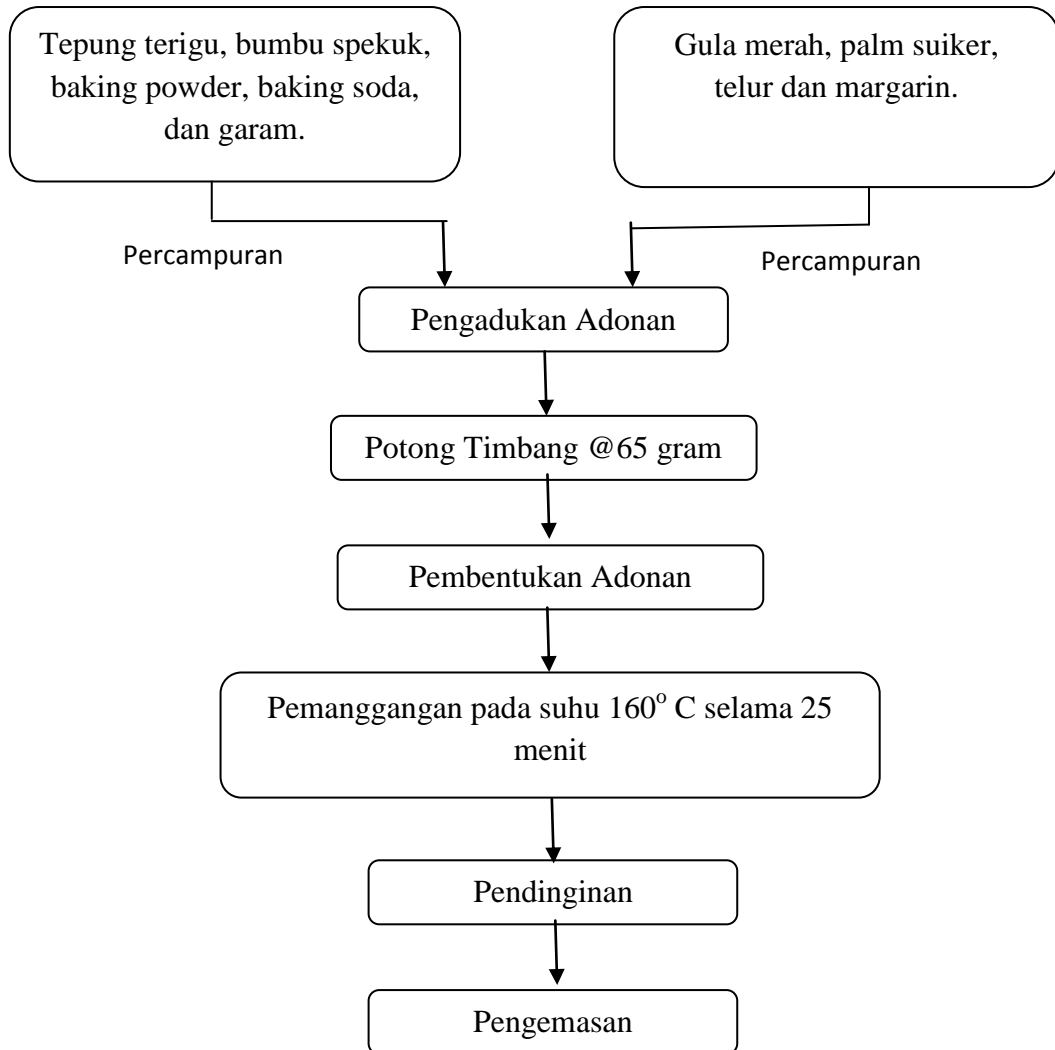 Tepung terigu, bumbu spekuk,
baking powder, baking soda,
dan garam.
Gula merah, palm suiker,
telur dan margarin.
Percampuran
Percampuran
Pengadukan Adonan
Potong Timbang @65 gram
Pembentukan Adonan
Pemanggangan pada suhu 160° C selama 25
menit
Pendinginan
Pengemasan